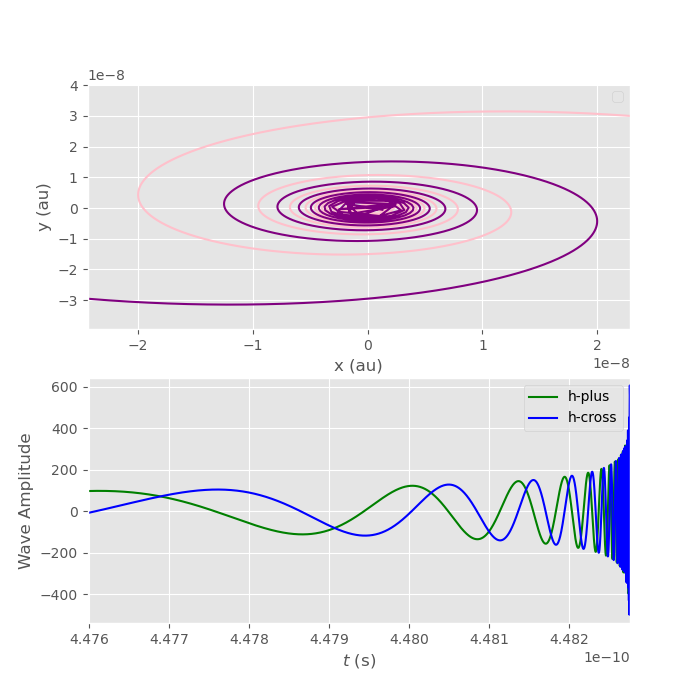 1e−8
4
3
2
1
0
−1
−2
−3
y (au)
−2 −1 0 1 2
x (au)
1e−8
600
400
200
0
−200
−400
Wave Amplitude
h-plus
h-cross
4.476 4.477 4.478 4.479 4.480 4.481 4.482
t (s)
1e−10